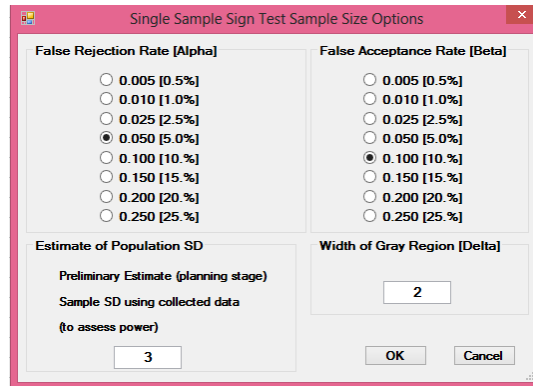 Single Sample Sign Test Sample Size Options
False Rejection Rate [Alpha]
0.005 [0.5%]
0.010 [1.0%]
0.025 [2.5%]
0.050 [5.0%]
0.100 [10.%]
0.150 [15.%]
0.200 [20.%]
0.250 [25.%]
False Acceptance Rate [Beta]
0.005 [0.5%]
0.010 [1.0%]
0.025 [2.5%]
0.050 [5.0%]
0.100 [10.%]
0.150 [15.%]
0.200 [20.%]
0.250 [25.%]
Estimate of Population SD
Preliminary Estimate (planning stage)
Sample SD using collected data
(to assess power)
3
Width of Gray Region [Delta]
2
OK
Cancel